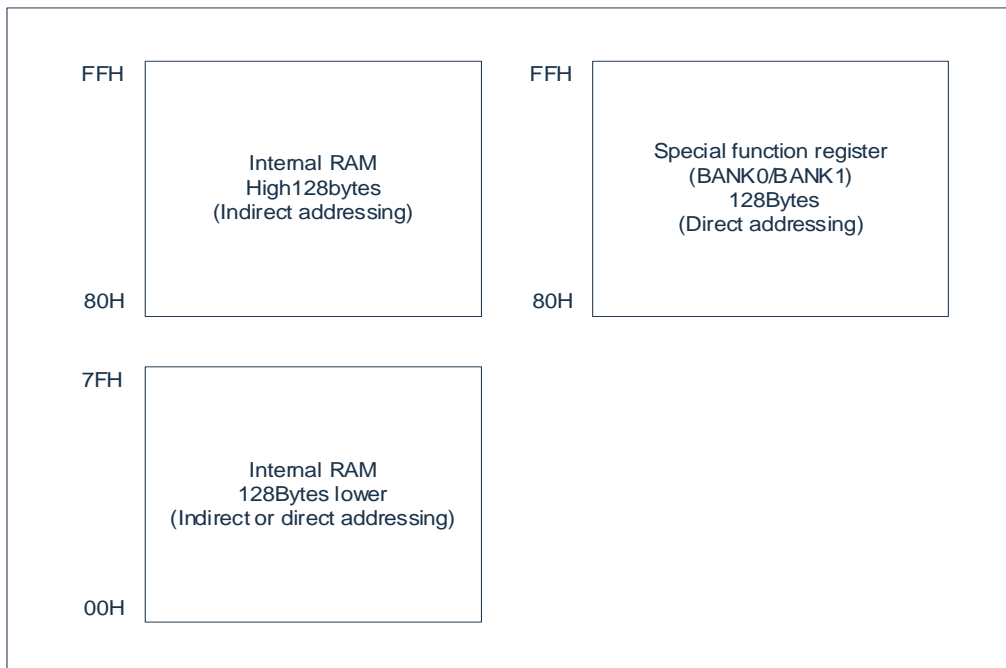 FFH
Internal RAM
High128bytes
(Indirect addressing)
80H
FFH
Special function register
(BANK0/BANK1)
128Bytes
(Direct addressing)
80H
7FH
Internal RAM
128Bytes lower
(Indirect or direct addressing)
00H